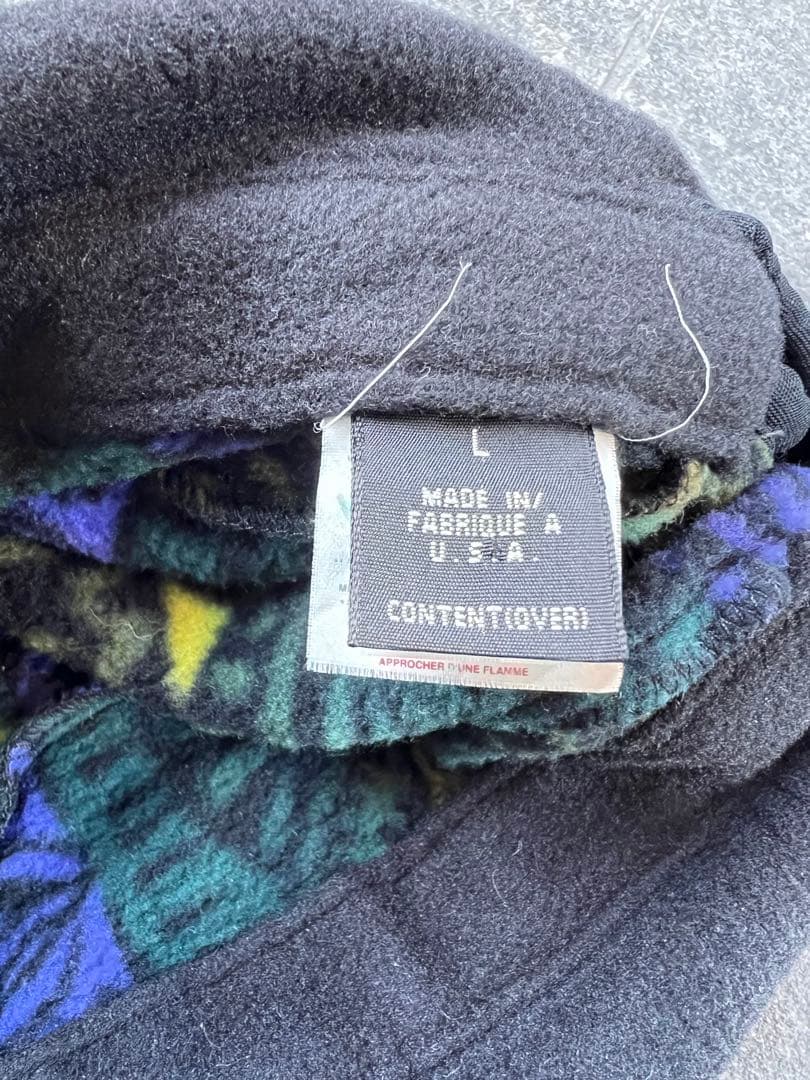 L
MADE IN/
FABRIQUE A
U.S.A.
CONTENT(OVER)
APPROCHER D'UNE FLAMME